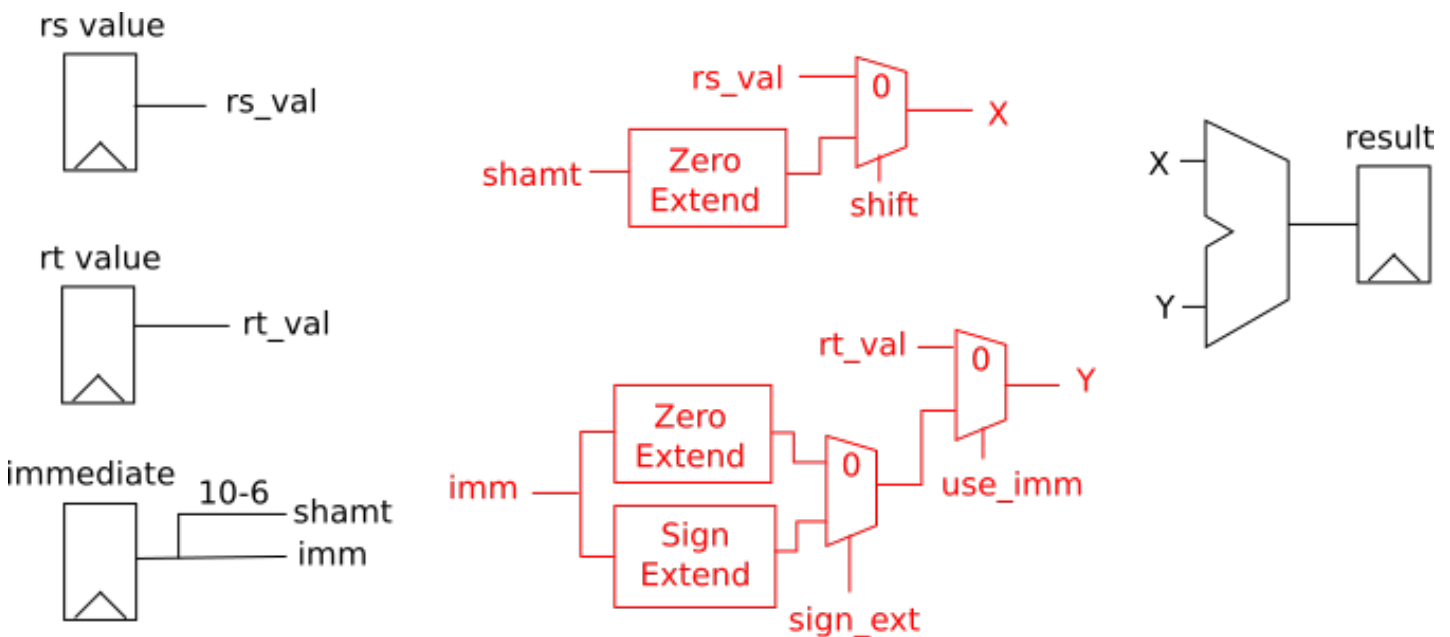 rs value
rs_val
rt value
rt_val
immediate
10-6
shamt
imm
rs_val
0
X
shamt
Zero
Extend
shift
rt_val
0
Y
Zero
Extend
imm
0
use_imm
Sign
Extend
sign_ext
X
Y
result